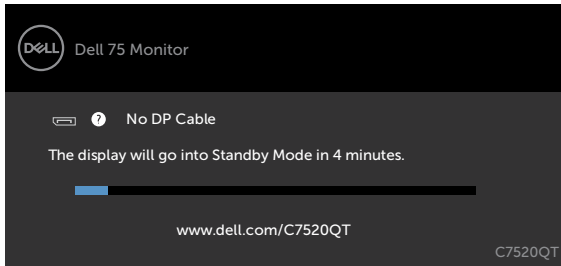 DELL Dell 75 Monitor
? No DP Cable
The display will go into Standby Mode in 4 minutes.
www.dell.com/C7520QT
C7520QT